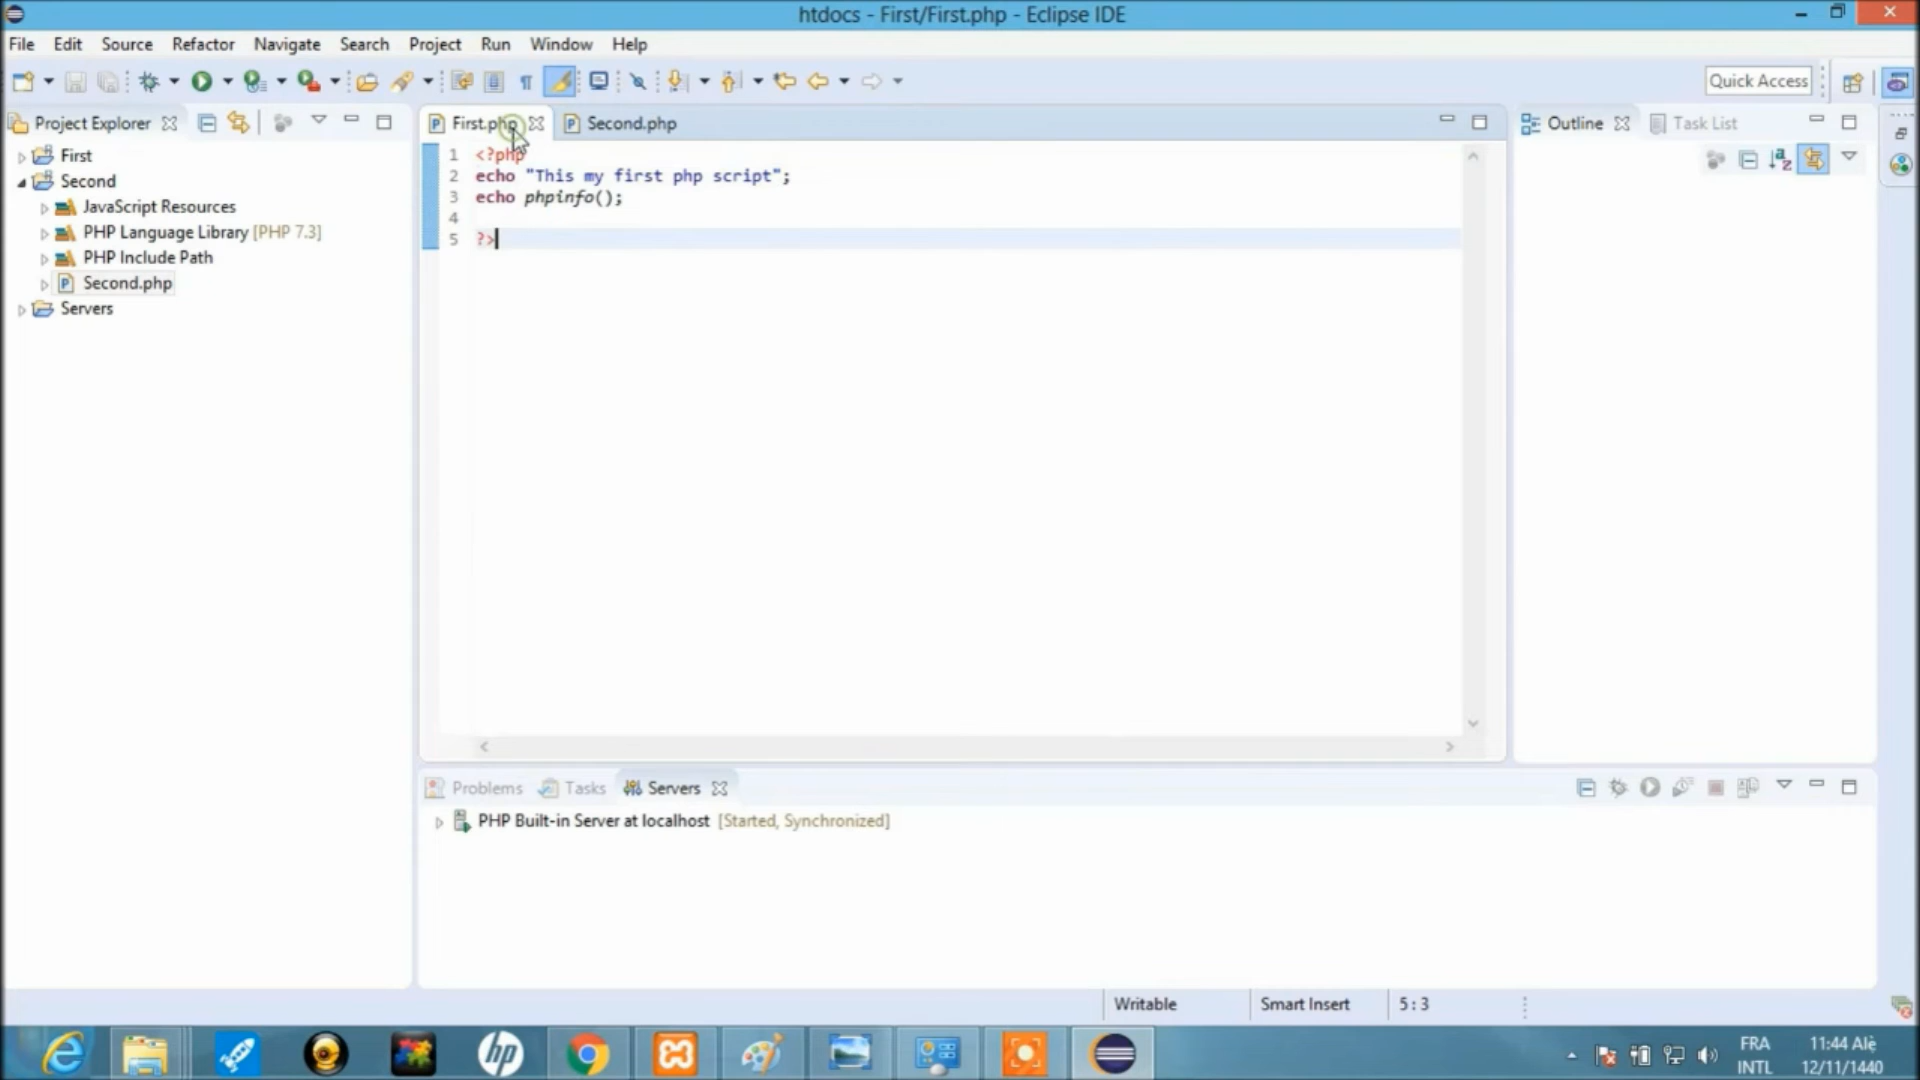 htdocs - First/First.php - Eclipse IDE
File Edit Source Refactor Navigate Search Project Run Window Help
Quick Access
Project Explorer
First
Second
JavaScript Resources
PHP Language Library [PHP 7.3]
PHP Include Path
Second.php
Servers
First.php Second.php
1 <?php
2 echo "This my first php script";
3 echo phpinfo();
4
5 ?>
Outline Task List
Problems Tasks Servers
PHP Built-in Server at localhost [Started, Synchronized]
Writable Smart Insert 5 : 3
hp
FRA
INTL
11:44 Alè
12/11/1440